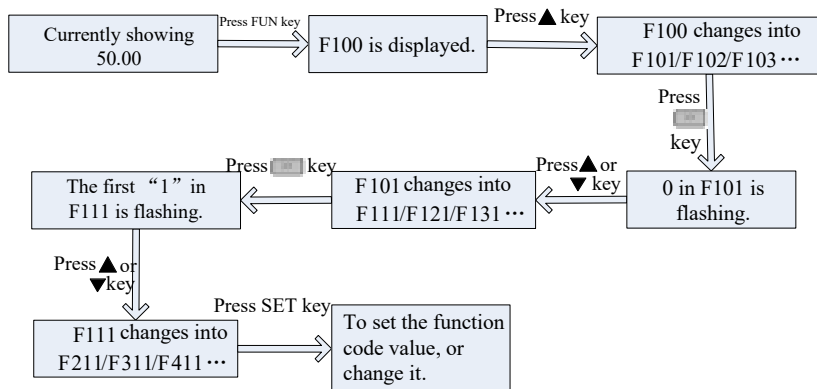 Currently showing
50.00
Press FUN key
F100 is displayed.
Press▲ key
F100 changes into
F101/F102/F103…
Press
key
0 in F101 is
flashing.
Press▲or
▼ key
F101 changes into
F111/F121/F131…
Press key
The first “1” in
F111 is flashing.
Press▲or
▼key
F111 changes into
F211/F311/F411…
Press SET key
To set the function
code value, or
change it.